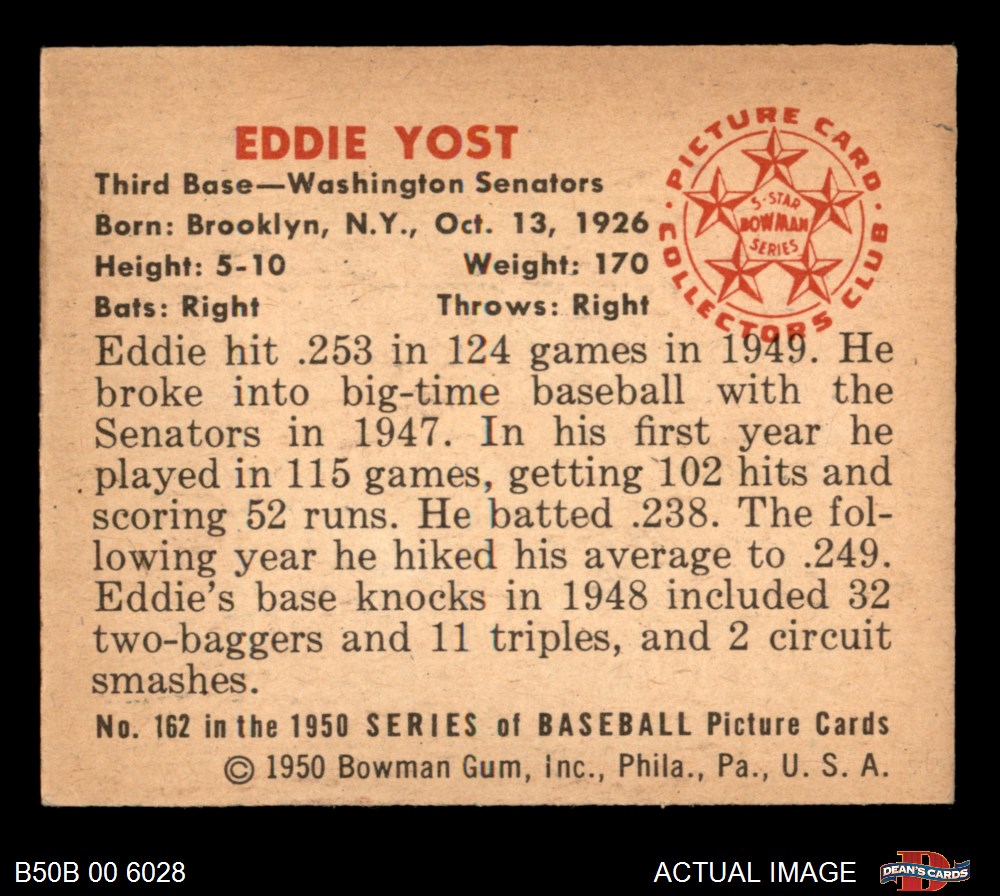 EDDIE YOST
Third Base—Washington Senators
Born: Brooklyn, N.Y., Oct. 13, 1926
Height: 5-10 Weight: 170
Bats: Right Throws: Right
PICTURE CARD
COLLECTORS CLUB
5-STAR
BOWMAN
SERIES
Eddie hit .253 in 124 games in 1949. He
broke into big-time baseball with the
Senators in 1947. In his first year he
played in 115 games, getting 102 hits and
scoring 52 runs. He batted .238. The fol-
lowing year he hiked his average to .249.
Eddie's base knocks in 1948 included 32
two-baggers and 11 triples, and 2 circuit
smashes.
No. 162 in the 1950 SERIES of BASEBALL Picture Cards
© 1950 Bowman Gum, Inc., Phila., Pa., U. S. A.
B50B 00 6028
ACTUAL IMAGE
D
DEAN'S CARDS